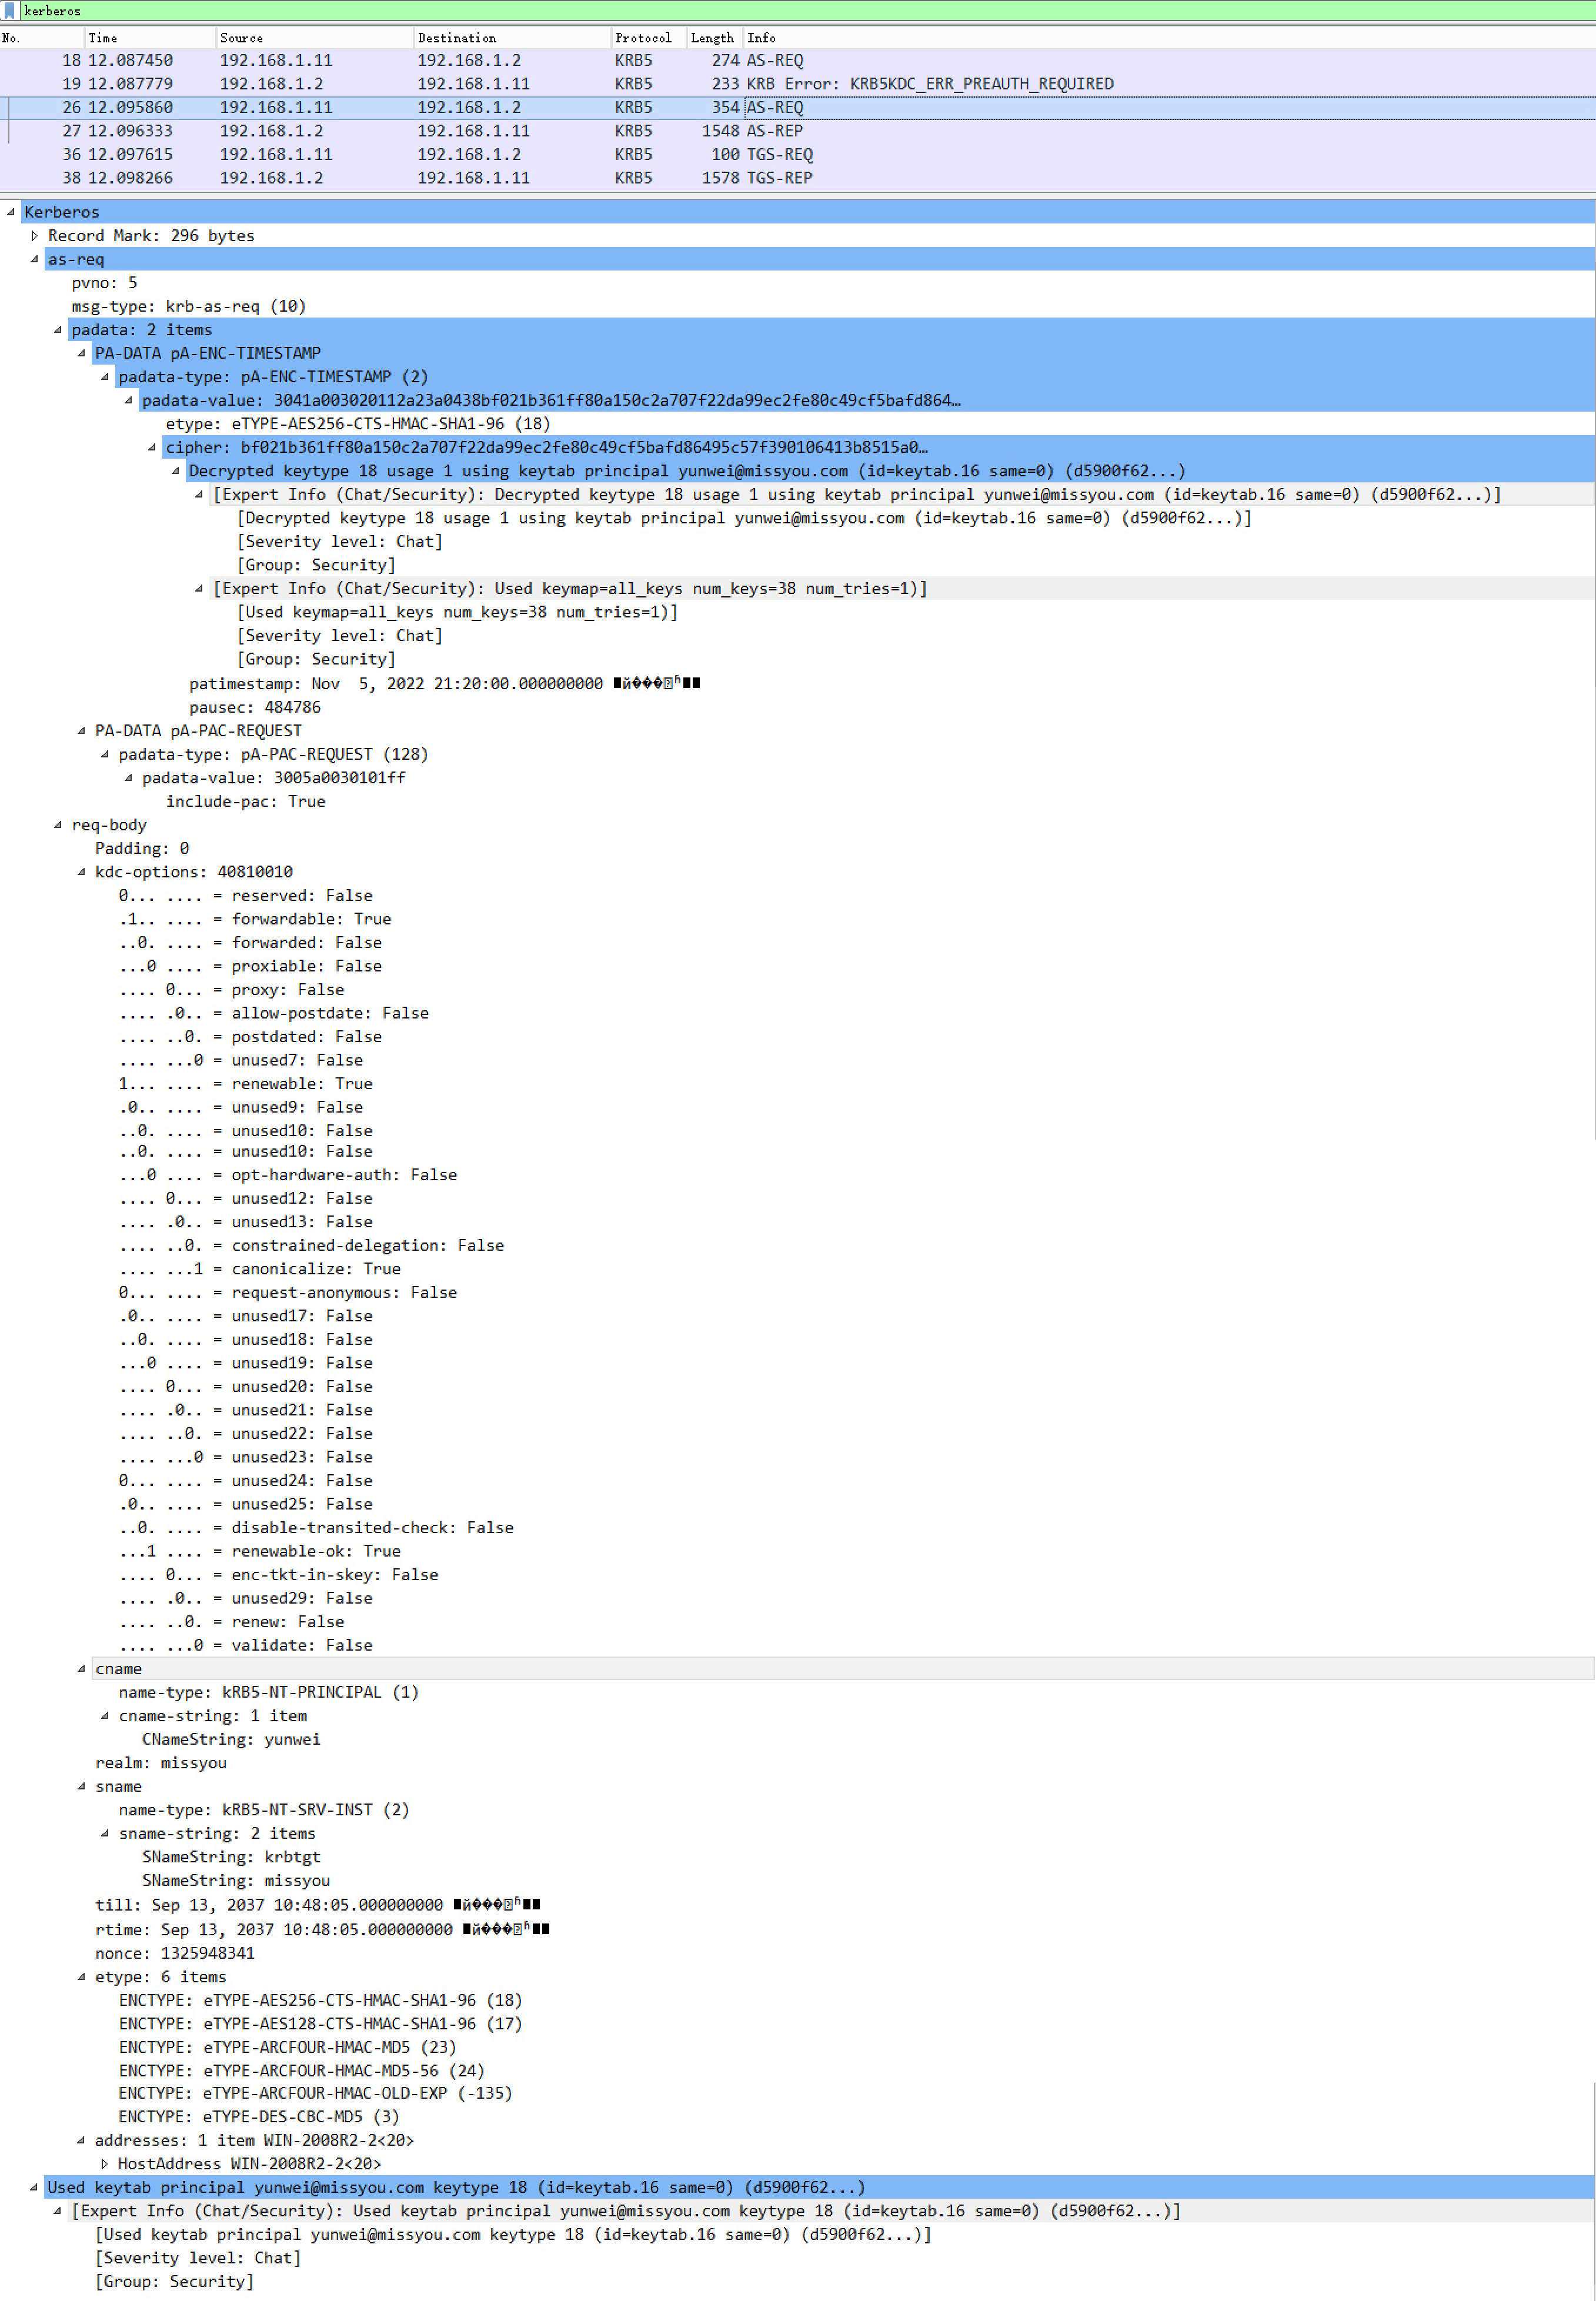 kerberos
No. Time Source Destination Protocol Length Info
18 12.087450 192.168.1.11 192.168.1.2 KRB5 274 AS-REQ
19 12.087779 192.168.1.2 192.168.1.11 KRB5 233 KRB Error: KRB5KDC_ERR_PREAUTH_REQUIRED
26 12.095860 192.168.1.11 192.168.1.2 KRB5 354 AS-REQ
27 12.096333 192.168.1.2 192.168.1.11 KRB5 1548 AS-REP
36 12.097615 192.168.1.11 192.168.1.2 KRB5 100 TGS-REQ
38 12.098266 192.168.1.2 192.168.1.11 KRB5 1578 TGS-REP
Kerberos
Record Mark: 296 bytes
as-req
pvno: 5
msg-type: krb-as-req (10)
padata: 2 items
PA-DATA pA-ENC-TIMESTAMP
padata-type: pA-ENC-TIMESTAMP (2)
padata-value: 3041a003020112a23a0438bf021b361ff80a150c2a707f22da99ec2fe80c49cf5bafd864…
etype: eTYPE-AES256-CTS-HMAC-SHA1-96 (18)
cipher: bf021b361ff80a150c2a707f22da99ec2fe80c49cf5bafd86495c57f390106413b8515a0…
Decrypted keytype 18 usage 1 using keytab principal yunwei@missyou.com (id=keytab.16 same=0) (d5900f62...)
[Expert Info (Chat/Security): Decrypted keytype 18 usage 1 using keytab principal yunwei@missyou.com (id=keytab.16 same=0) (d5900f62...)]
[Decrypted keytype 18 usage 1 using keytab principal yunwei@missyou.com (id=keytab.16 same=0) (d5900f62...)]
[Severity level: Chat]
[Group: Security]
[Expert Info (Chat/Security): Used keymap=all_keys num_keys=38 num_tries=1)]
[Used keymap=all_keys num_keys=38 num_tries=1)]
[Severity level: Chat]
[Group: Security]
patimestamp: Nov  5, 2022 21:20:00.000000000
pausec: 484786
PA-DATA pA-PAC-REQUEST
padata-type: pA-PAC-REQUEST (128)
padata-value: 3005a0030101ff
include-pac: True
req-body
Padding: 0
kdc-options: 40810010
0... .... = reserved: False
.1.. .... = forwardable: True
..0. .... = forwarded: False
...0 .... = proxiable: False
.... 0... = proxy: False
.... .0.. = allow-postdate: False
.... ..0. = postdated: False
.... ...0 = unused7: False
1... .... = renewable: True
.0.. .... = unused9: False
..0. .... = unused10: False
..0. .... = unused10: False
...0 .... = opt-hardware-auth: False
.... 0... = unused12: False
.... .0.. = unused13: False
.... ..0. = constrained-delegation: False
.... ...1 = canonicalize: True
0... .... = request-anonymous: False
.0.. .... = unused17: False
..0. .... = unused18: False
...0 .... = unused19: False
.... 0... = unused20: False
.... .0.. = unused21: False
.... ..0. = unused22: False
.... ...0 = unused23: False
0... .... = unused24: False
.0.. .... = unused25: False
..0. .... = disable-transited-check: False
...1 .... = renewable-ok: True
.... 0... = enc-tkt-in-skey: False
.... .0.. = unused29: False
.... ..0. = renew: False
.... ...0 = validate: False
cname
name-type: kRB5-NT-PRINCIPAL (1)
cname-string: 1 item
CNameString: yunwei
realm: missyou
sname
name-type: kRB5-NT-SRV-INST (2)
sname-string: 2 items
SNameString: krbtgt
SNameString: missyou
till: Sep 13, 2037 10:48:05.000000000
rtime: Sep 13, 2037 10:48:05.000000000
nonce: 1325948341
etype: 6 items
ENCTYPE: eTYPE-AES256-CTS-HMAC-SHA1-96 (18)
ENCTYPE: eTYPE-AES128-CTS-HMAC-SHA1-96 (17)
ENCTYPE: eTYPE-ARCFOUR-HMAC-MD5 (23)
ENCTYPE: eTYPE-ARCFOUR-HMAC-MD5-56 (24)
ENCTYPE: eTYPE-ARCFOUR-HMAC-OLD-EXP (-135)
ENCTYPE: eTYPE-DES-CBC-MD5 (3)
addresses: 1 item WIN-2008R2-2<20>
HostAddress WIN-2008R2-2<20>
Used keytab principal yunwei@missyou.com keytype 18 (id=keytab.16 same=0) (d5900f62...)
[Expert Info (Chat/Security): Used keytab principal yunwei@missyou.com keytype 18 (id=keytab.16 same=0) (d5900f62...)]
[Used keytab principal yunwei@missyou.com keytype 18 (id=keytab.16 same=0) (d5900f62...)]
[Severity level: Chat]
[Group: Security]